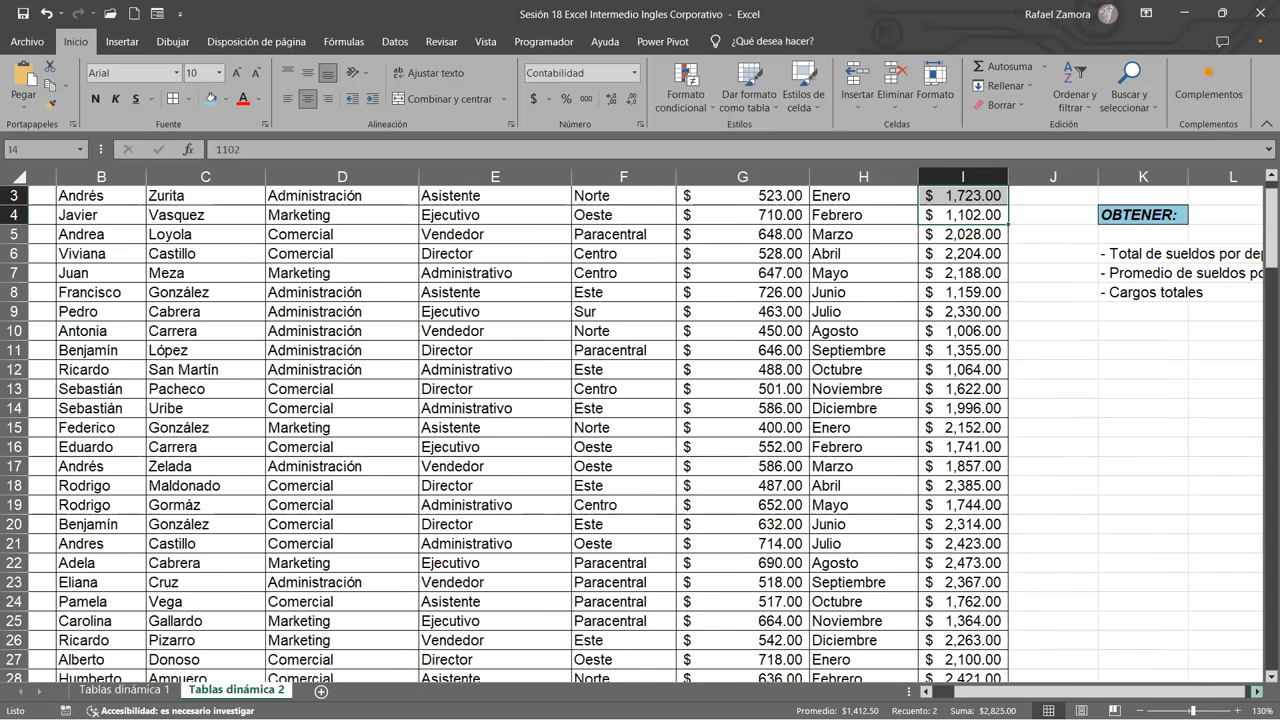 Sesión 18 Excel Intermedio Ingles Corporativo - Excel
Rafael Zamora
Archivo Inicio Insertar Dibujar Disposición de página Fórmulas Datos Revisar Vista Programador Ayuda Power Pivot ¿Qué desea hacer?
Pegar
Arial 10
N K S
Ajustar texto
Combinar y centrar
Contabilidad
$ % 000
Formato condicional
Dar formato como tabla
Estilos de celda
Insertar Eliminar Formato
Autosuma
Rellenar
Borrar
Ordenar y filtrar
Buscar y seleccionar
Complementos
Portapapeles Fuente Alineación Número Estilos Celdas Edición Complementos
I4 fx 1102
B C D E F G H I J K L
3 Andrés Zurita Administración Asistente Norte $ 523.00 Enero $ 1,723.00
4 Javier Vasquez Marketing Ejecutivo Oeste $ 710.00 Febrero $ 1,102.00 OBTENER:
5 Andrea Loyola Comercial Vendedor Paracentral $ 648.00 Marzo $ 2,028.00
6 Viviana Castillo Comercial Vendedor Centro $ 528.00 Abril $ 2,204.00 - Total de sueldos por dep
7 Juan Meza Marketing Administrativo Centro $ 647.00 Mayo $ 2,188.00 - Promedio de sueldos po
8 Francisco González Administración Asistente Este $ 726.00 Junio $ 1,159.00 - Cargos totales
9 Pedro Cabrera Administración Ejecutivo Sur $ 463.00 Julio $ 2,330.00
10 Antonia Carrera Administración Vendedor Norte $ 450.00 Agosto $ 1,006.00
11 Benjamín López Administración Director Paracentral $ 646.00 Septiembre $ 1,355.00
12 Ricardo San Martín Administración Administrativo Este $ 488.00 Octubre $ 1,064.00
13 Sebastián Pacheco Comercial Director Centro $ 501.00 Noviembre $ 1,622.00
14 Sebastián Uribe Comercial Administrativo Este $ 586.00 Diciembre $ 1,996.00
15 Federico González Marketing Asistente Norte $ 400.00 Enero $ 2,152.00
16 Eduardo Carrera Comercial Ejecutivo Oeste $ 552.00 Febrero $ 1,741.00
17 Andrés Zelada Administración Vendedor Oeste $ 586.00 Marzo $ 1,857.00
18 Rodrigo Maldonado Comercial Director Este $ 487.00 Abril $ 2,385.00
19 Rodrigo Gormáz Comercial Administrativo Centro $ 652.00 Mayo $ 1,744.00
20 Benjamín González Comercial Director Este $ 632.00 Junio $ 2,314.00
21 Andres Castillo Comercial Administrativo Oeste $ 714.00 Julio $ 2,423.00
22 Adela Cabrera Marketing Ejecutivo Paracentral $ 690.00 Agosto $ 2,473.00
23 Eliana Cruz Administración Vendedor Paracentral $ 518.00 Septiembre $ 2,367.00
24 Pamela Vega Comercial Asistente Paracentral $ 517.00 Octubre $ 1,762.00
25 Carolina Gallardo Marketing Ejecutivo Paracentral $ 664.00 Noviembre $ 1,364.00
26 Ricardo Pizarro Marketing Vendedor Este $ 542.00 Diciembre $ 2,263.00
27 Alberto Donoso Comercial Director Oeste $ 718.00 Enero $ 2,100.00
28 Humberto Ampuero Comercial Asistente Norte $ 636.00 Febrero $ 2,421.00
Tablas dinámica 1 Tablas dinámica 2
Listo Accesibilidad: es necesario investigar Promedio: $1,412.50 Recuento: 2 Suma: $2,825.00 130%